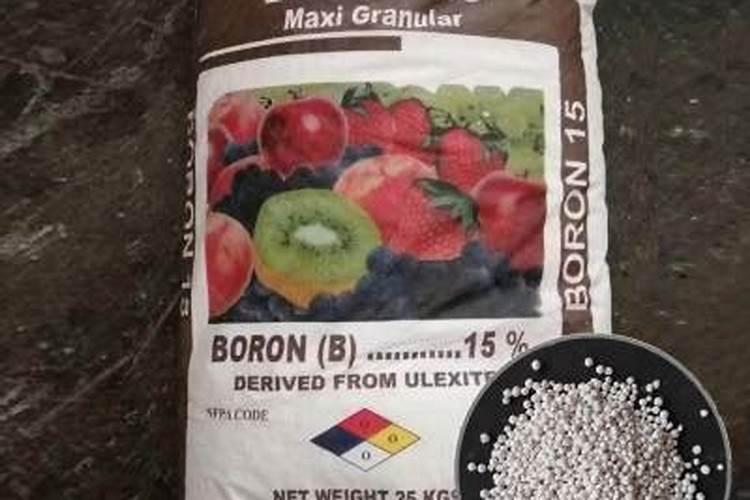 Maxi Granular
BORON 15
BORON 15
BORON (B) ............15 %
DERIVED FROM ULEXITE
NFPA CODE
0
0
0
NET WEIGHT 25 KGS